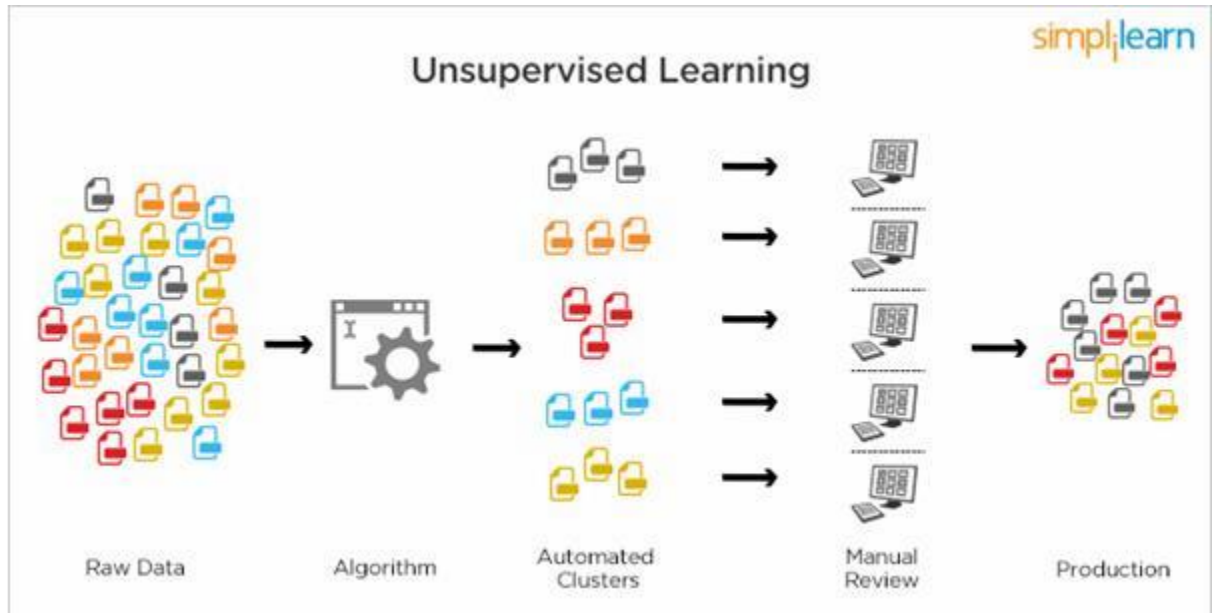 simplilearn
Unsupervised Learning
Raw Data
Algorithm
Automated
Clusters
Manual
Review
Production